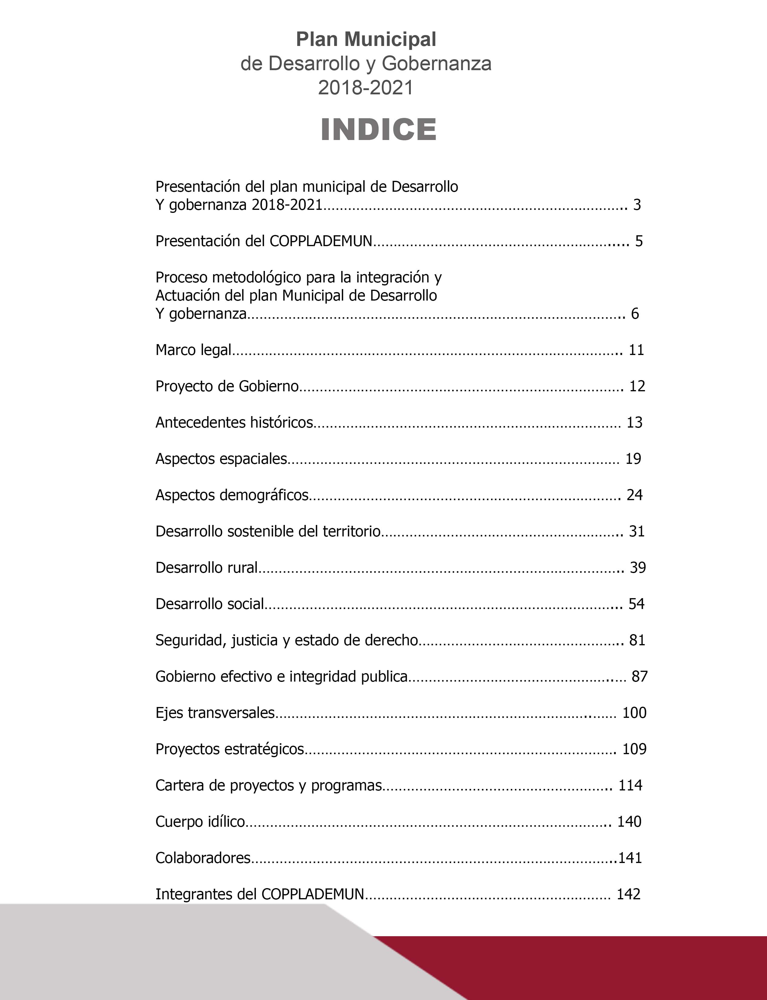 Plan Municipal
de Desarrollo y Gobernanza
2018-2021
INDICE
Presentación del plan municipal de Desarrollo
Y gobernanza 2018-2021…………………………………………………………….. 3
Presentación del COPPLADEMUN……………………………………………….... 5
Proceso metodológico para la integración y
Actuación del plan Municipal de Desarrollo
Y gobernanza…………………………………………………………………………….. 6
Marco legal……………………………………………………………………………….. 11
Proyecto de Gobierno…………………………………………………………………. 12
Antecedentes históricos……………………………………………………………… 13
Aspectos espaciales…………………………………………………………………… 19
Aspectos demográficos………………………………………………………………. 24
Desarrollo sostenible del territorio……………………………………………….. 31
Desarrollo rural………………………………………………………………………….. 39
Desarrollo social………………………………………………………………………... 54
Seguridad, justicia y estado de derecho……………………………………….. 81
Gobierno efectivo e integridad publica………………………………………..… 87
Ejes transversales………………………………………………………………..…… 100
Proyectos estratégicos………………………………………………………………. 109
Cartera de proyectos y programas…………………………………………….. 114
Cuerpo idílico………………………………………………………………………….. 140
Colaboradores…………………………………………………………………………..141
Integrantes del COPPLADEMUN…………………………………………………… 142